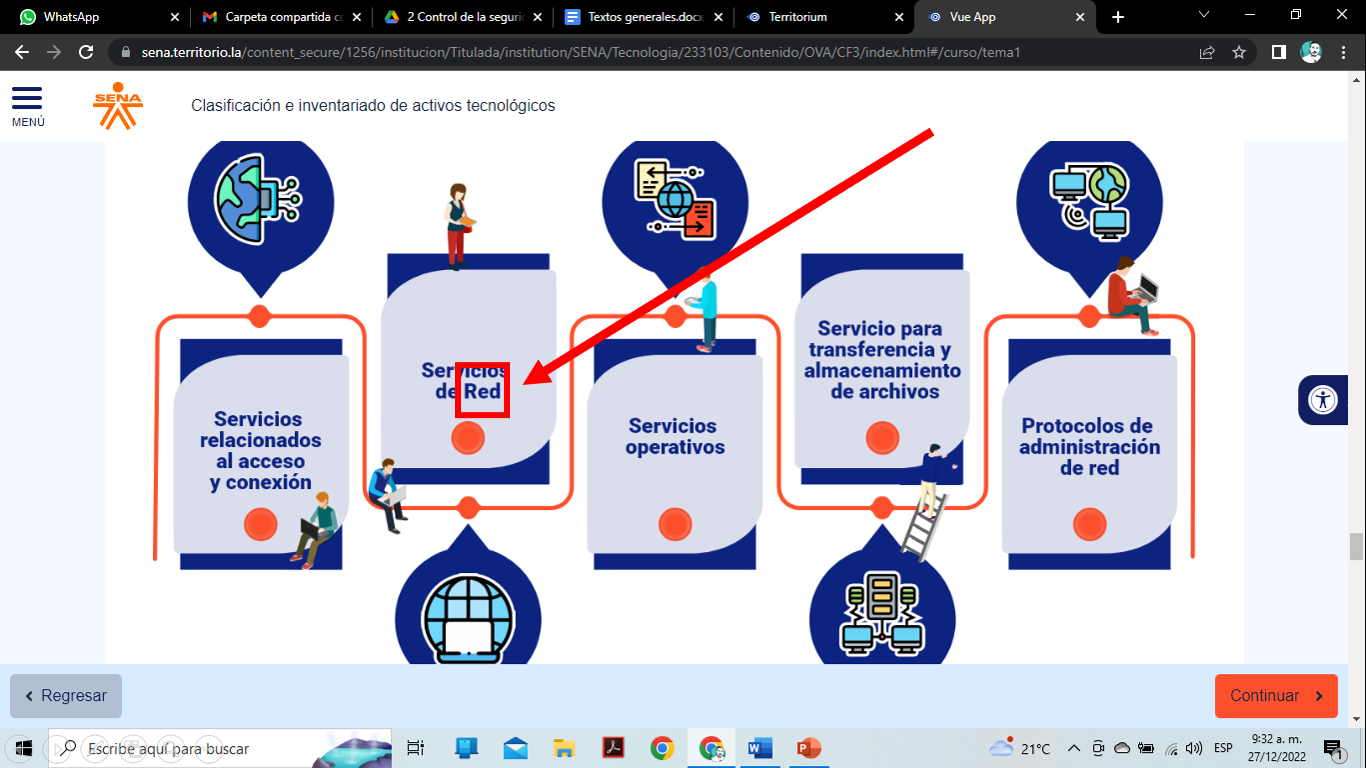 WhatsApp
Carpeta compartida c
2 Control de la seguri
Textos generales.docx
Territorium
Vue App
sena.territorio.la/content_secure/1256/institucion/Titulada/institution/SENA/Tecnologia/233103/Contenido/OVA/CF3/index.html#/curso/tema1
MENÚ
SENA
Clasificación e inventariado de activos tecnológicos
Servicios
relacionados
al acceso
y conexión
Servicios
de Red
Servicios
operativos
Servicio para
transferencia y
almacenamiento
de archivos
Protocolos de
administración
de red
Regresar
Continuar
Escribe aquí para buscar
21°C
ESP
9:32 a. m.
27/12/2022
1